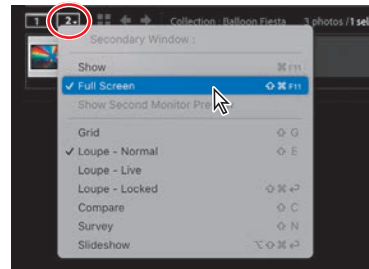 1 2 Collection : Balloon Fiesta 3 photos / 1 sel
Secondary Window :
Show ⌘ F11
✓ Full Screen ⇧ ⌘ F11
Show Second Monitor Pre
Grid ⇧ G
✓ Loupe - Normal ⇧ E
Loupe - Live
Loupe - Locked ⇧ ⌘ ↩
Compare ⇧ C
Survey ⇧ N
Slideshow ⌥ ⇧ ⌘ ↩